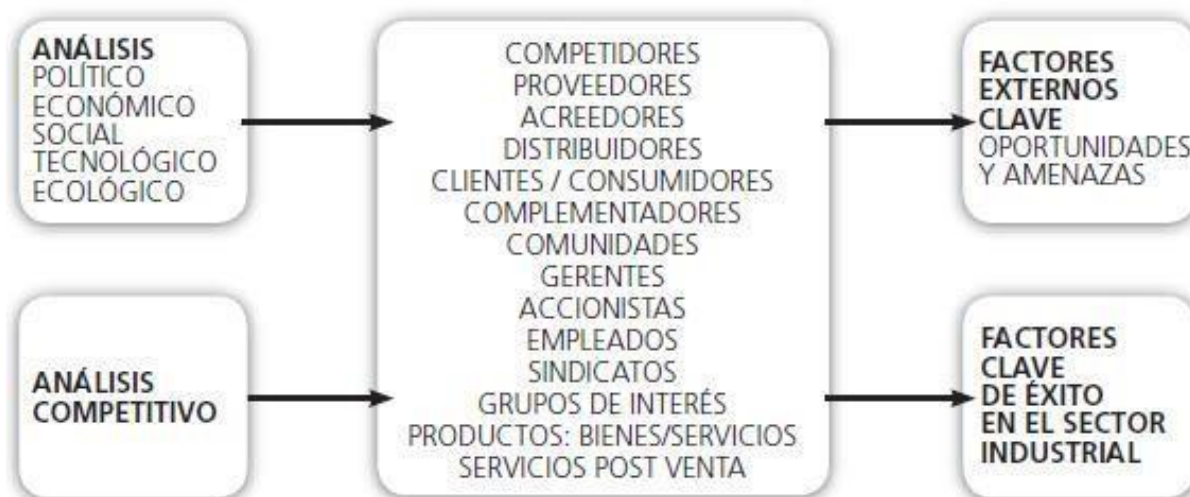 ANÁLISIS
POLÍTICO
ECONÓMICO
SOCIAL
TECNOLÓGICO
ECOLÓGICO
ANÁLISIS
COMPETITIVO
COMPETIDORES
PROVEEDORES
ACREEDORES
DISTRIBUIDORES
CLIENTES / CONSUMIDORES
COMPLEMENTADORES
COMUNIDADES
GERENTES
ACCIONISTAS
EMPLEADOS
SINDICATOS
GRUPOS DE INTERÉS
PRODUCTOS: BIENES/SERVICIOS
SERVICIOS POST VENTA
FACTORES
EXTERNOS
CLAVE
OPORTUNIDADES
Y AMENAZAS
FACTORES
CLAVE
DE ÉXITO
EN EL SECTOR
INDUSTRIAL